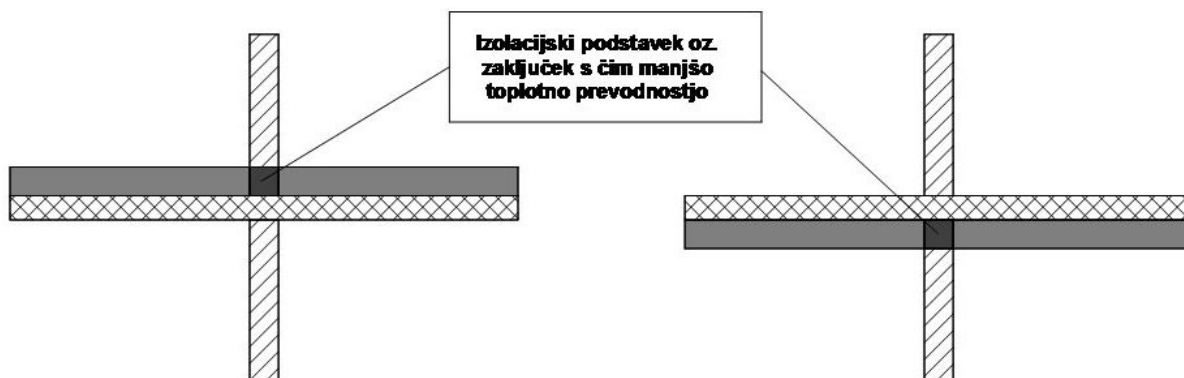 Izolacijski podstavek oz.
zaključek s čim manjšo
toplotno prevodnostjo